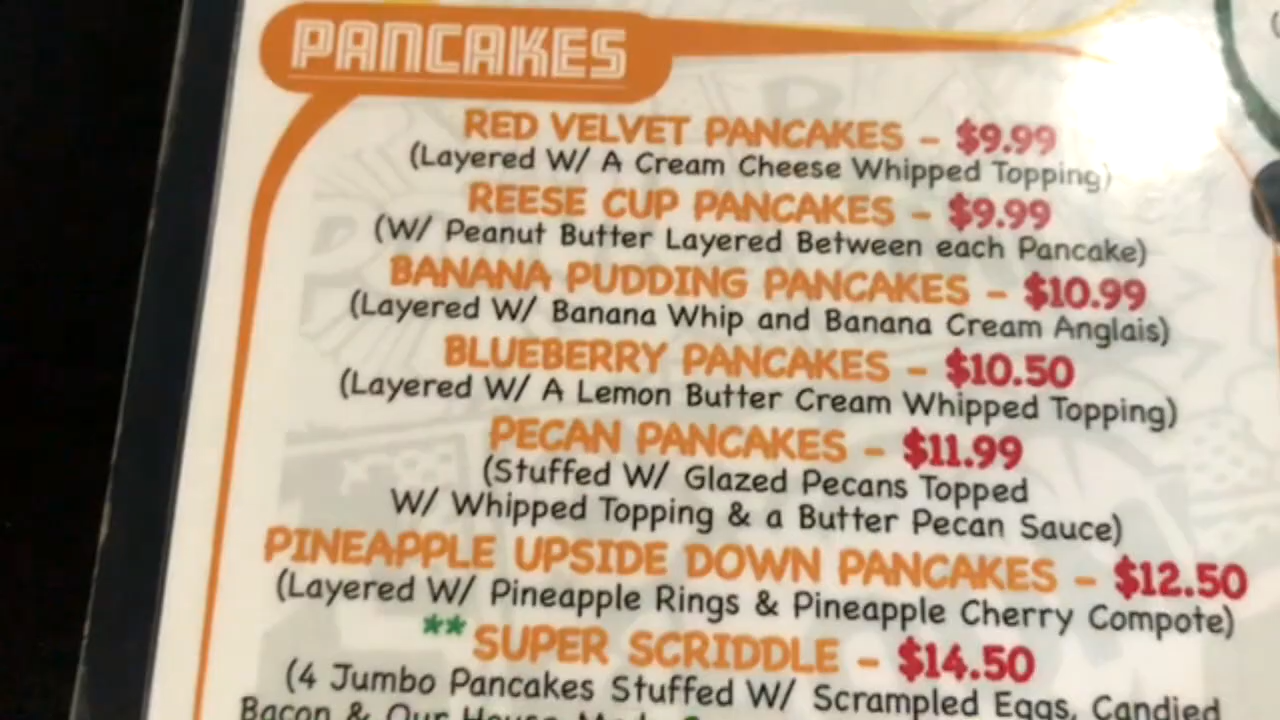 PANCAKES
RED VELVET PANCAKES – $9.99
(Layered W/ A Cream Cheese Whipped Topping)
REESE CUP PANCAKES – $9.99
(W/ Peanut Butter Layered Between each Pancake)
BANANA PUDDING PANCAKES – $10.99
(Layered W/ Banana Whip and Banana Cream Anglais)
BLUEBERRY PANCAKES – $10.50
(Layered W/ A Lemon Butter Cream Whipped Topping)
PECAN PANCAKES – $11.99
(Stuffed W/ Glazed Pecans Topped
W/ Whipped Topping & a Butter Pecan Sauce)
PINEAPPLE UPSIDE DOWN PANCAKES – $12.50
(Layered W/ Pineapple Rings & Pineapple Cherry Compote)
**SUPER SCRIDDLE – $14.50
(4 Jumbo Pancakes Stuffed W/ Scrampled Eggs, Candied
Bacon & Our House Made